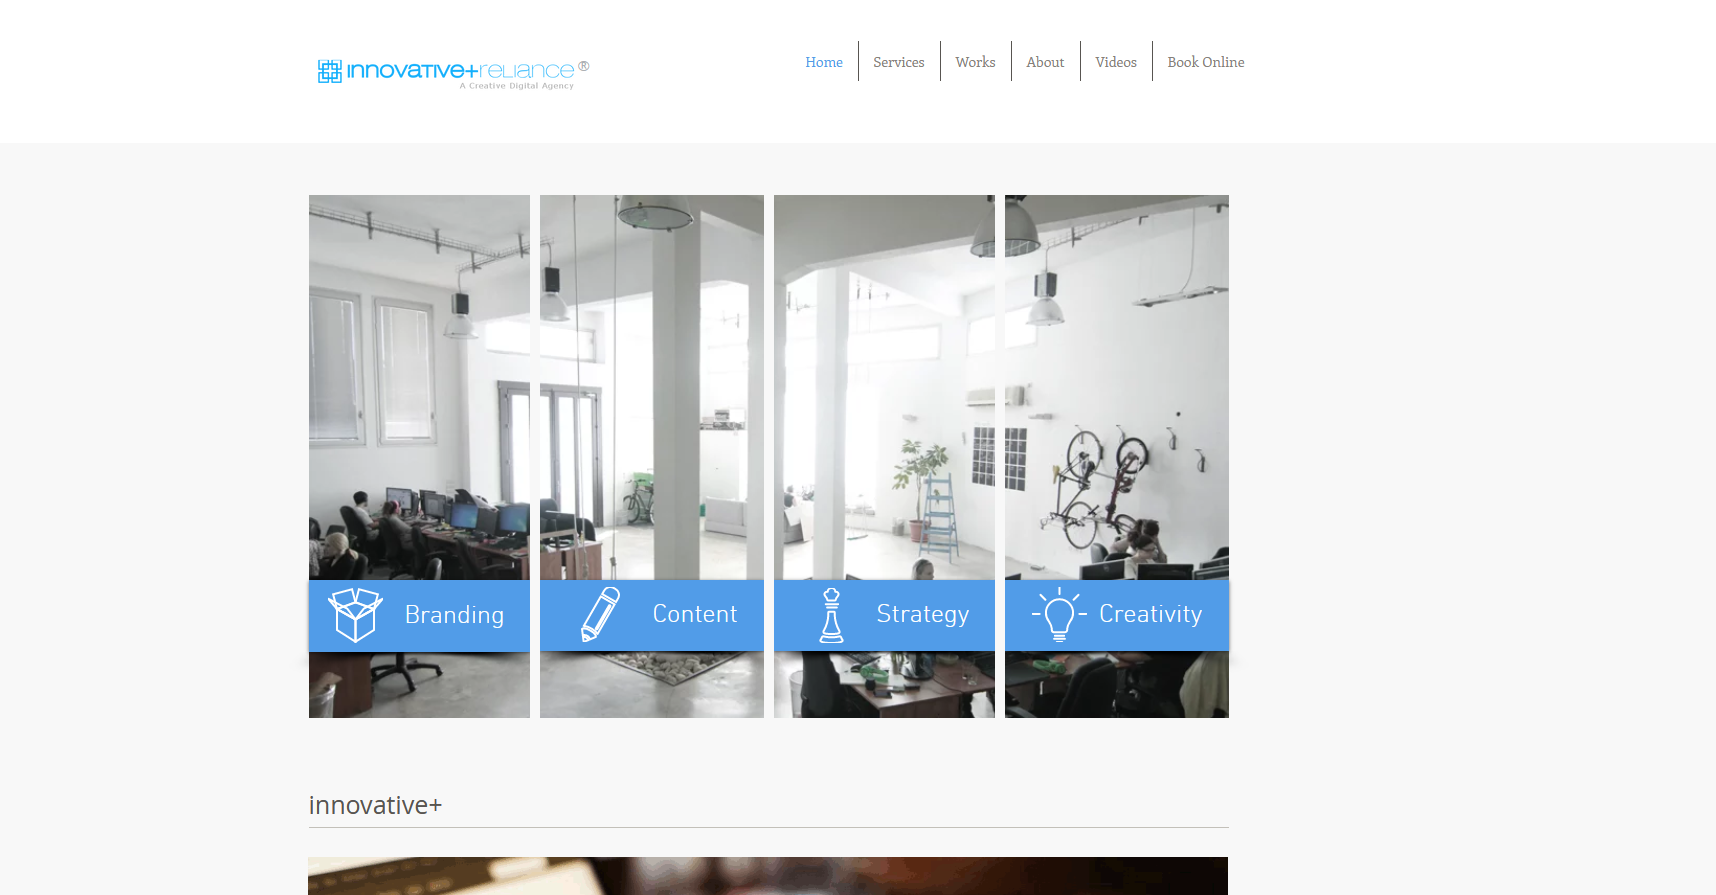 innovative+reliance®
A Creative Digital Agency
Home Services Works About Videos Book Online
Branding Content Strategy Creativity
innovative+